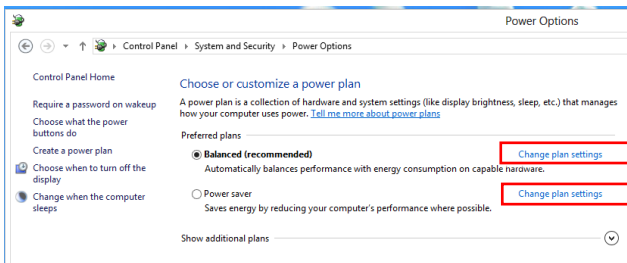 Power Options
Control Panel ▸ System and Security ▸ Power Options
Control Panel Home
Require a password on wakeup
Choose what the power
buttons do
Create a power plan
Choose when to turn off the
display
Change when the computer
sleeps
Choose or customize a power plan
A power plan is a collection of hardware and system settings (like display brightness, sleep, etc.) that manages
how your computer uses power. Tell me more about power plans
Preferred plans
Balanced (recommended) Change plan settings
Automatically balances performance with energy consumption on capable hardware.
Power saver Change plan settings
Saves energy by reducing your computer's performance where possible.
Show additional plans